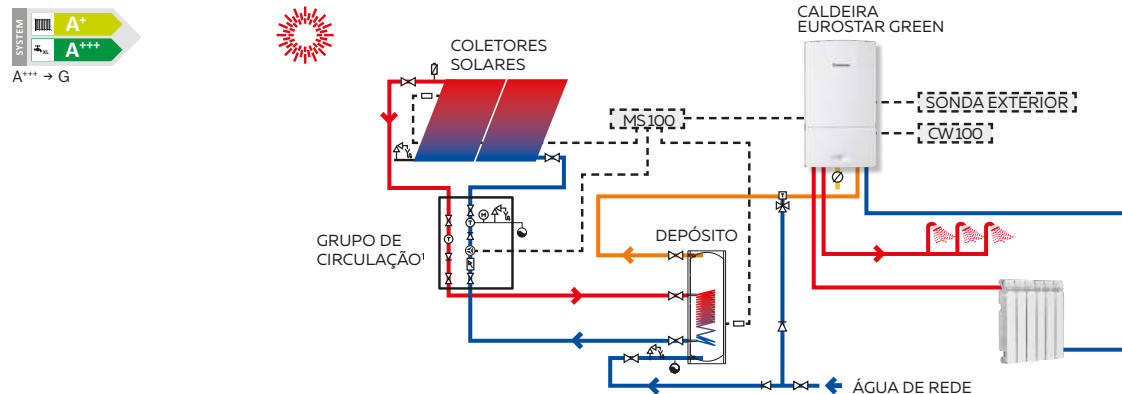 SYSTEM
A+
XL
A+++
A+++ → G
COLETORES
SOLARES
CALDEIRA
EUROSTAR GREEN
MS100
SONDA EXTERIOR
CW100
T
M
T
T
GRUPO DE
CIRCULAÇÃO¹
DEPÓSITO
ÁGUA DE REDE